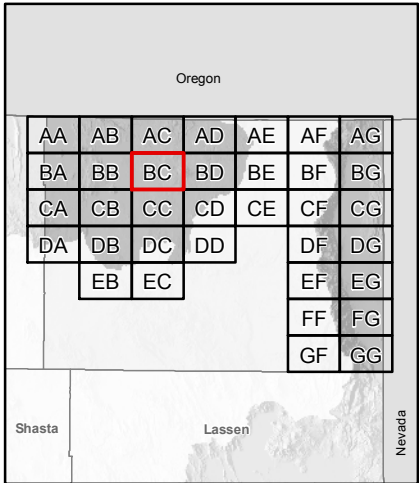 Oregon
AA AB AC AD AE AF AG
BA BB BC BD BE BF BG
CA CB CC CD CE CF CG
DA DB DC DD DF DG
EB EC EF EG
FF FG
GF GG
Shasta Lassen Nevada